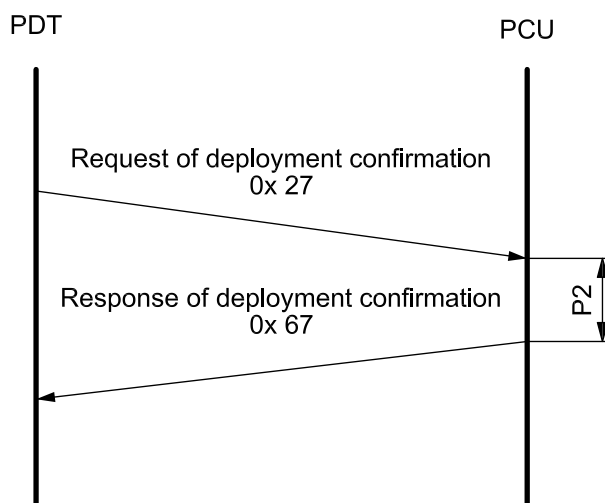 PDT
PCU
Request of deployment confirmation
0x 27
Response of deployment confirmation
0x 67
P2